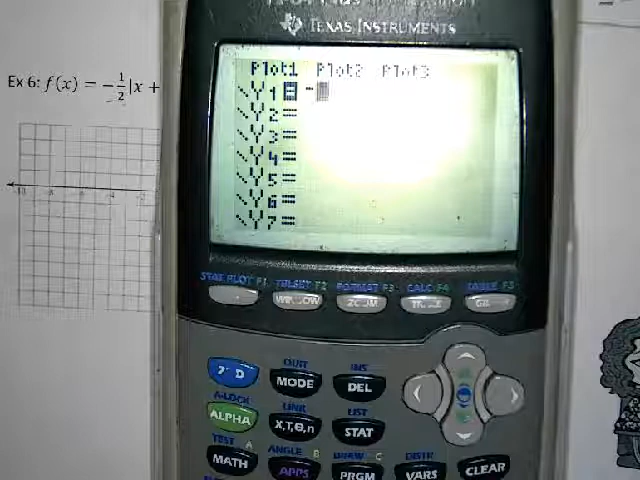 TEXAS INSTRUMENTS
Ex 6: f(x) = -1/2|x +
Plot1 Plot2 Plot3
\Y1= -
\Y2=
\Y3=
\Y4=
\Y5=
\Y6=
\Y7=
STAT PLOT F1 TBLSET F2 FORMAT F3 CALC F4 TABLE F5
WINDOW ZOOM TRACE
QUIT INS
MODE DEL
A-LOCK LINK LIST
ALPHA X,T,Θ,n STAT
TEST A ANGLE B DRAW C DISTR
MATH APPS PRGM VARS CLEAR